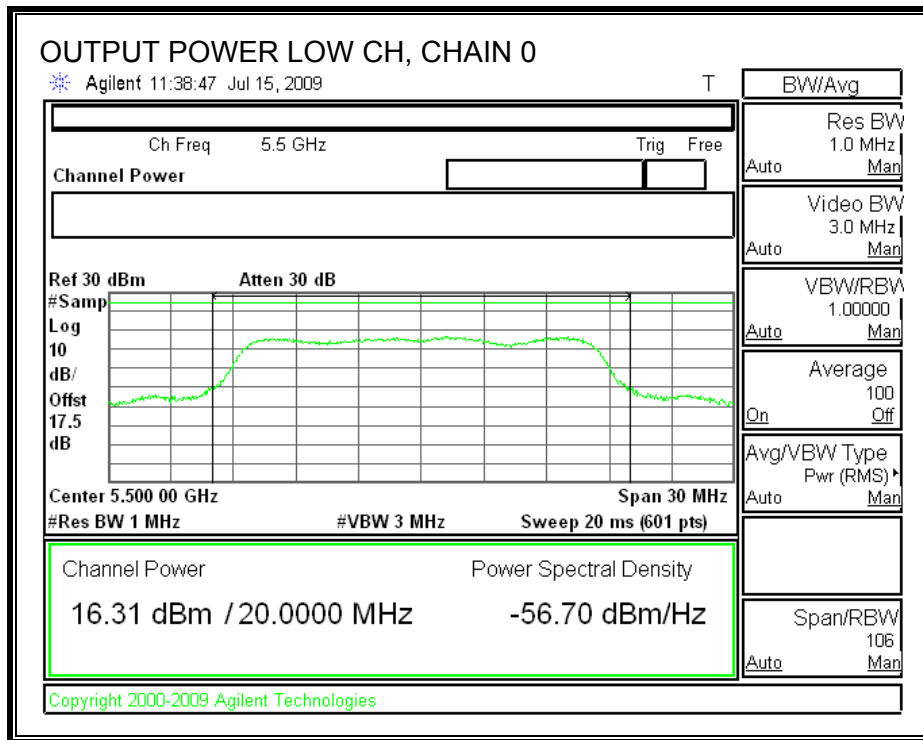 OUTPUT POWER LOW CH, CHAIN 0
Agilent 11:38:47 Jul 15, 2009 T
Ch Freq 5.5 GHz Trig Free
Channel Power
Ref 30 dBm Atten 30 dB
#Samp
Log
10
dB/
Offst
17.5
dB
Center 5.500 00 GHz Span 30 MHz
#Res BW 1 MHz #VBW 3 MHz Sweep 20 ms (601 pts)
Channel Power Power Spectral Density
16.31 dBm / 20.0000 MHz -56.70 dBm/Hz
Copyright 2000-2009 Agilent Technologies
BW/Avg
Res BW
1.0 MHz
Auto Man
Video BW
3.0 MHz
Auto Man
VBW/RBW
1.00000
Auto Man
Average
100
On Off
Avg/VBW Type
Pwr (RMS)
Auto Man
Span/RBW
106
Auto Man